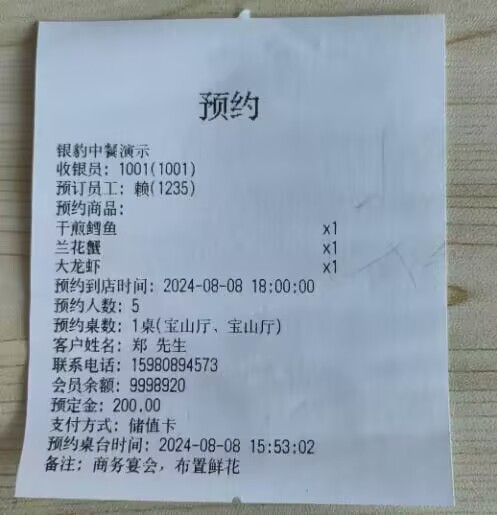 预约
银豹中餐演示
收银员: 1001(1001)
预订员工: 赖(1235)
预约商品:
干煎鳕鱼 x1
兰花蟹 x1
大龙虾 x1
预约到店时间: 2024-08-08 18:00:00
预约人数: 5
预约桌数: 1桌(宝山厅、宝山厅)
客户姓名: 郑 先生
联系电话: 15980894573
会员余额: 9998920
预定金: 200.00
支付方式: 储值卡
预约桌台时间: 2024-08-08 15:53:02
备注: 商务宴会, 布置鲜花